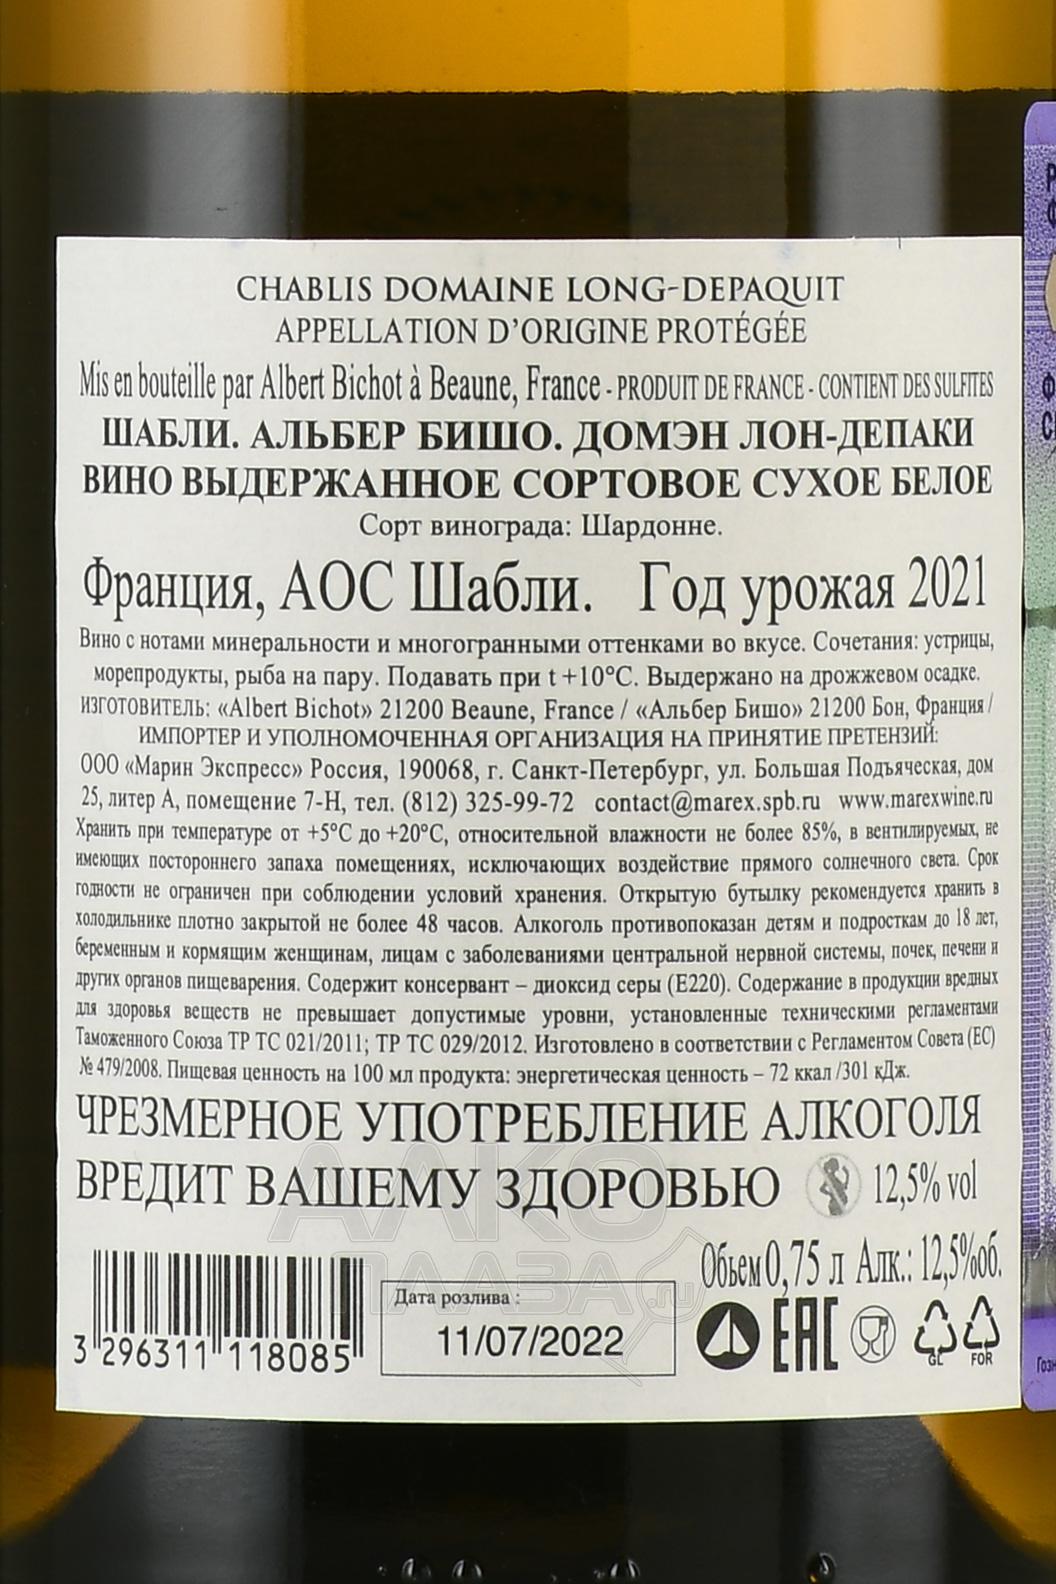 CHABLIS DOMAINE LONG-DEPAQUIT
APPELLATION D'ORIGINE PROTÉGÉE
Mis en bouteille par Albert Bichot à Beaune, France - PRODUIT DE FRANCE - CONTIENT DES SULFITES
ШАБЛИ. АЛЬБЕР БИШО. ДОМЭН ЛОН-ДЕПАКИ
ВИНО ВЫДЕРЖАННОЕ СОРТОВОЕ СУХОЕ БЕЛОЕ
Сорт винограда: Шардонне.
Франция, АОС Шабли. Год урожая 2021
Вино с нотами минеральности и многогранными оттенками во вкусе. Сочетания: устрицы,
морепродукты, рыба на пару. Подавать при t +10°С. Выдержано на дрожжевом осадке.
ИЗГОТОВИТЕЛЬ: «Albert Bichot» 21200 Beaune, France / «Альбер Бишо» 21200 Бон, Франция /
ИМПОРТЕР И УПОЛНОМОЧЕННАЯ ОРГАНИЗАЦИЯ НА ПРИНЯТИЕ ПРЕТЕНЗИЙ:
ООО «Марин Экспресс» Россия, 190068, г. Санкт-Петербург, ул. Большая Подъяческая, дом
25, литер А, помещение 7-Н, тел. (812) 325-99-72 contact@marex.spb.ru www.marexwine.ru
Хранить при температуре от +5°С до +20°С, относительной влажности не более 85%, в вентилируемых, не
имеющих постороннего запаха помещениях, исключающих воздействие прямого солнечного света. Срок
годности не ограничен при соблюдении условий хранения. Открытую бутылку рекомендуется хранить в
холодильнике плотно закрытой не более 48 часов. Алкоголь противопоказан детям и подросткам до 18 лет,
беременным и кормящим женщинам, лицам с заболеваниями центральной нервной системы, почек, печени и
других органов пищеварения. Содержит консервант – диоксид серы (Е220). Содержание в продукции вредных
для здоровья веществ не превышает допустимые уровни, установленные техническими регламентами
Таможенного Союза ТР ТС 021/2011; ТР ТС 029/2012. Изготовлено в соответствии с Регламентом Совета (ЕС)
№ 479/2008. Пищевая ценность на 100 мл продукта: энергетическая ценность – 72 ккал /301 кДж.
ЧРЕЗМЕРНОЕ УПОТРЕБЛЕНИЕ АЛКОГОЛЯ
ВРЕДИТ ВАШЕМУ ЗДОРОВЬЮ 12,5% vol
Обьем 0,75 л Алк.: 12,5%об.
Дата розлива :
11/07/2022
3 296311 118085
EAC
GL FOR
АЛКО
ПЛАЗА.ru